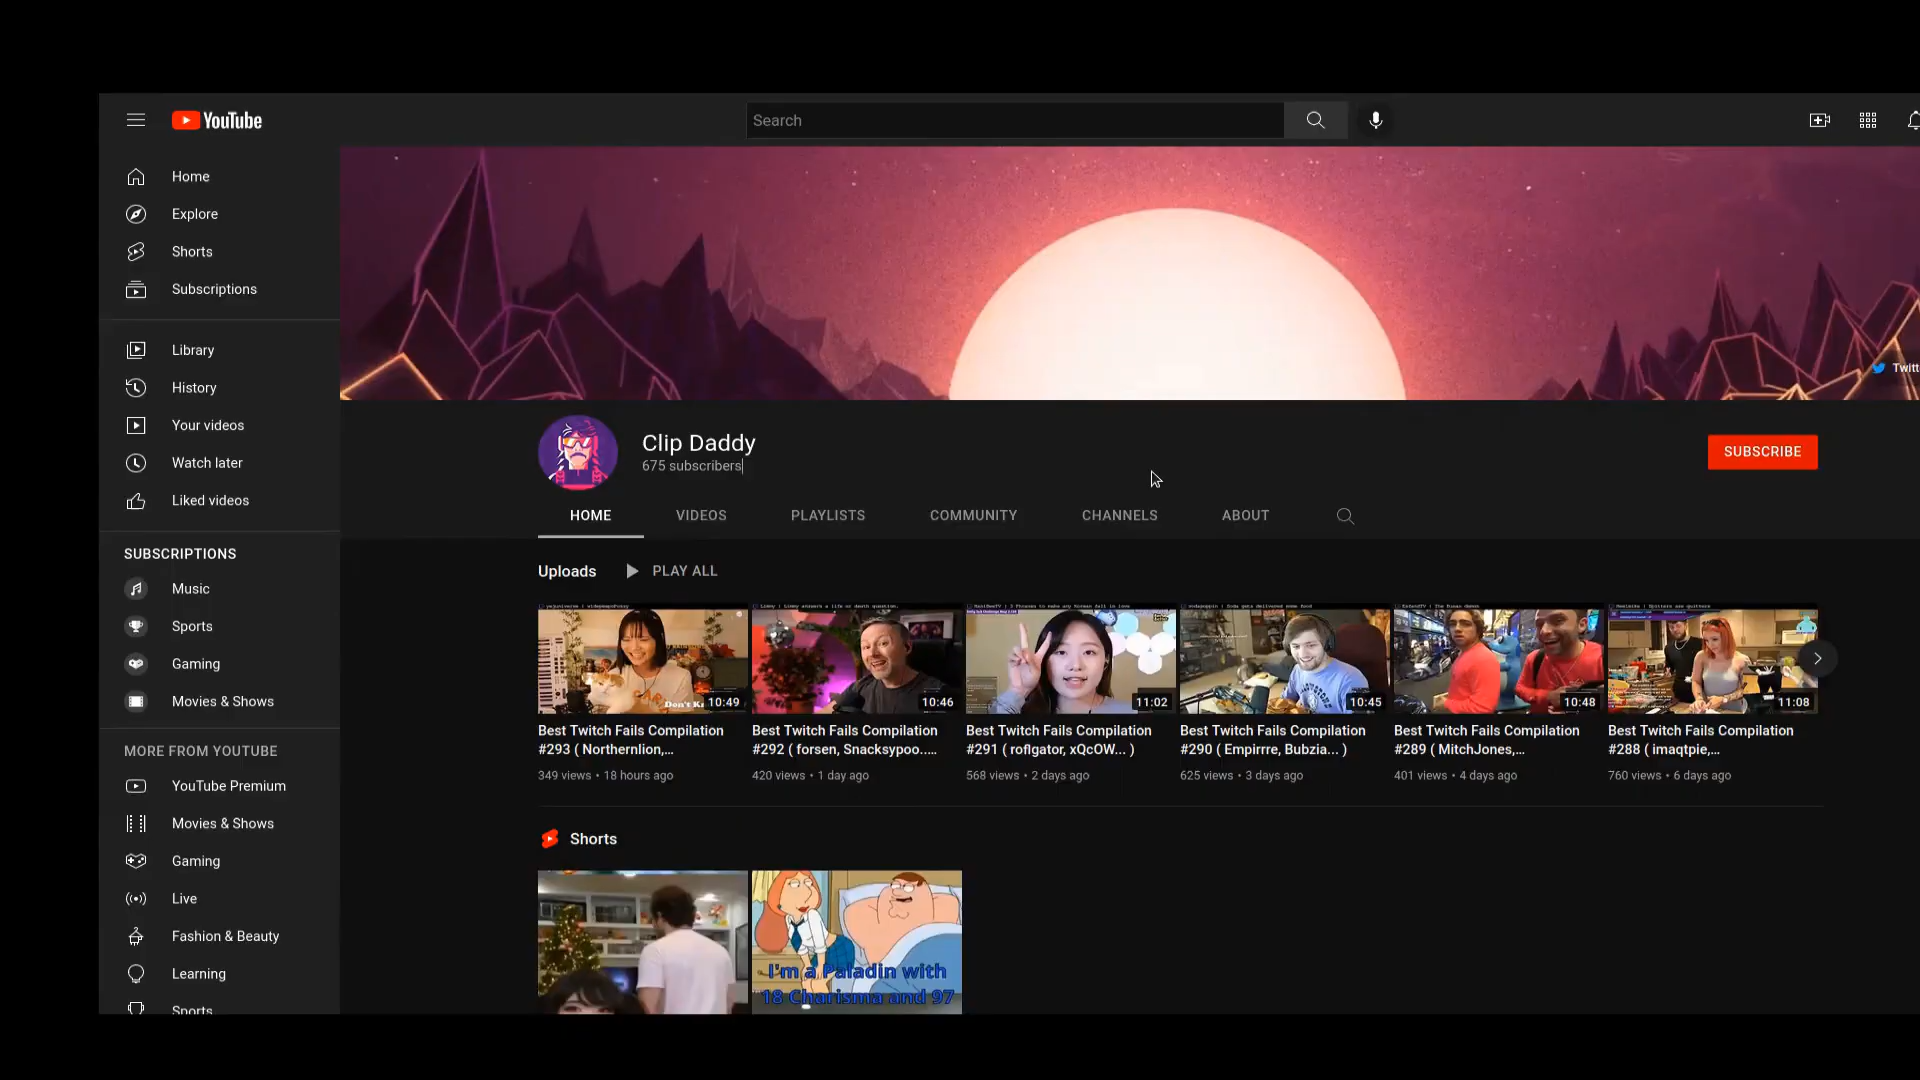 YouTube
Search
Home
Explore
Shorts
Subscriptions
Library
History
Your videos
Watch later
Liked videos
SUBSCRIPTIONS
Music
Sports
Gaming
Movies & Shows
MORE FROM YOUTUBE
YouTube Premium
Movies & Shows
Gaming
Live
Fashion & Beauty
Learning
Sports
Twitt
Clip Daddy
675 subscribers
SUBSCRIBE
HOME VIDEOS PLAYLISTS COMMUNITY CHANNELS ABOUT
Uploads PLAY ALL
10:49
Best Twitch Fails Compilation
#293 ( Northernlion,...
349 views • 18 hours ago
10:46
Best Twitch Fails Compilation
#292 ( forsen, Snacksypoo.....
420 views • 1 day ago
11:02
Best Twitch Fails Compilation
#291 ( roflgator, xQcOW... )
568 views • 2 days ago
10:45
Best Twitch Fails Compilation
#290 ( Empirrre, Bubzia... )
625 views • 3 days ago
10:48
Best Twitch Fails Compilation
#289 ( MitchJones,...
401 views • 4 days ago
11:08
Best Twitch Fails Compilation
#288 ( imaqtpie,...
760 views • 6 days ago
Shorts
I'm a Paladin with
18 Charisma and 97